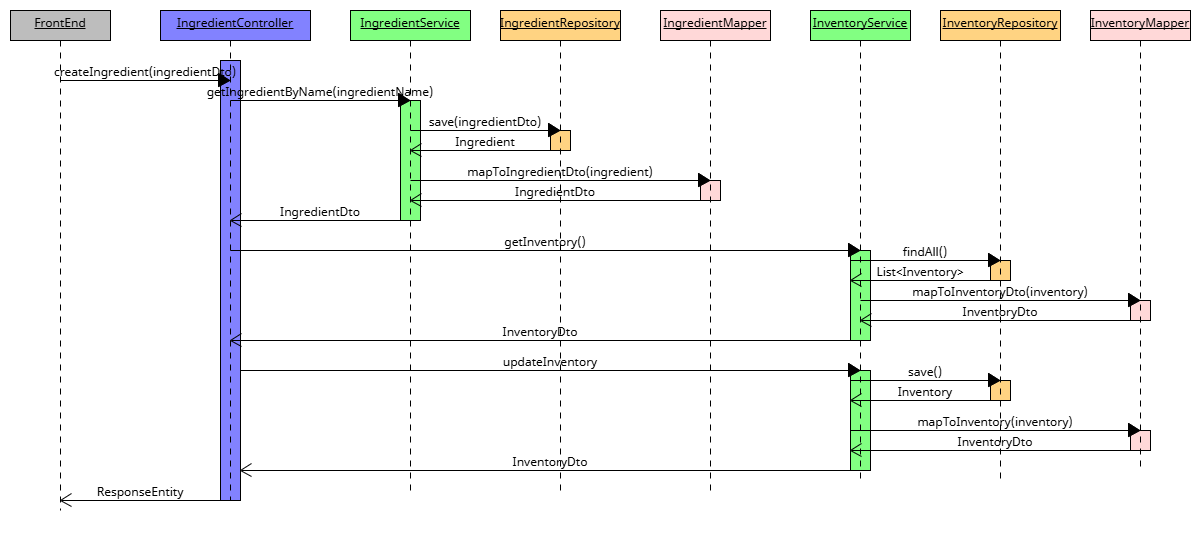 FrontEnd
IngredientController
IngredientService
IngredientRepository
IngredientMapper
InventoryService
InventoryRepository
InventoryMapper
createIngredient(ingredientDto)
getIngredientByName(ingredientName)
save(ingredientDto)
Ingredient
mapToIngredientDto(ingredient)
IngredientDto
IngredientDto
getInventory()
findAll()
List<Inventory>
mapToInventoryDto(inventory)
InventoryDto
InventoryDto
updateInventory
save()
Inventory
mapToInventory(inventory)
InventoryDto
InventoryDto
ResponseEntity